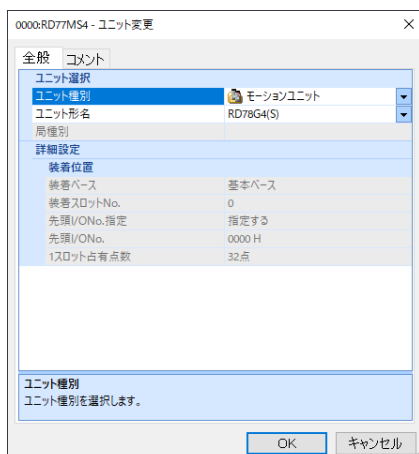 0000:RD77MS4 - ユニット変更
全般 コメント
ユニット選択
ユニット種別 モーションユニット
ユニット形名 RD78G4(S)
局種別
詳細設定
装着位置
装着ベース 基本ベース
装着スロットNo. 0
先頭I/ONo.指定 指定する
先頭I/ONo. 0000 H
1スロット占有点数 32点
ユニット種別
ユニット種別を選択します。
OK キャンセル